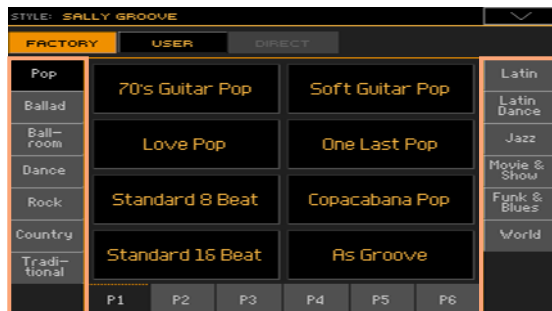 STYLE: SALLY GROOVE
FACTORY USER DIRECT
Pop
Ballad
Ball-
room
Dance
Rock
Country
Tradi-
tional
70's Guitar Pop
Soft Guitar Pop
Love Pop
One Last Pop
Standard 8 Beat
Copacabana Pop
Standard 16 Beat
As Groove
Latin
Latin
Dance
Jazz
Movie &
Show
Funk &
Blues
World
P1 P2 P3 P4 P5 P6